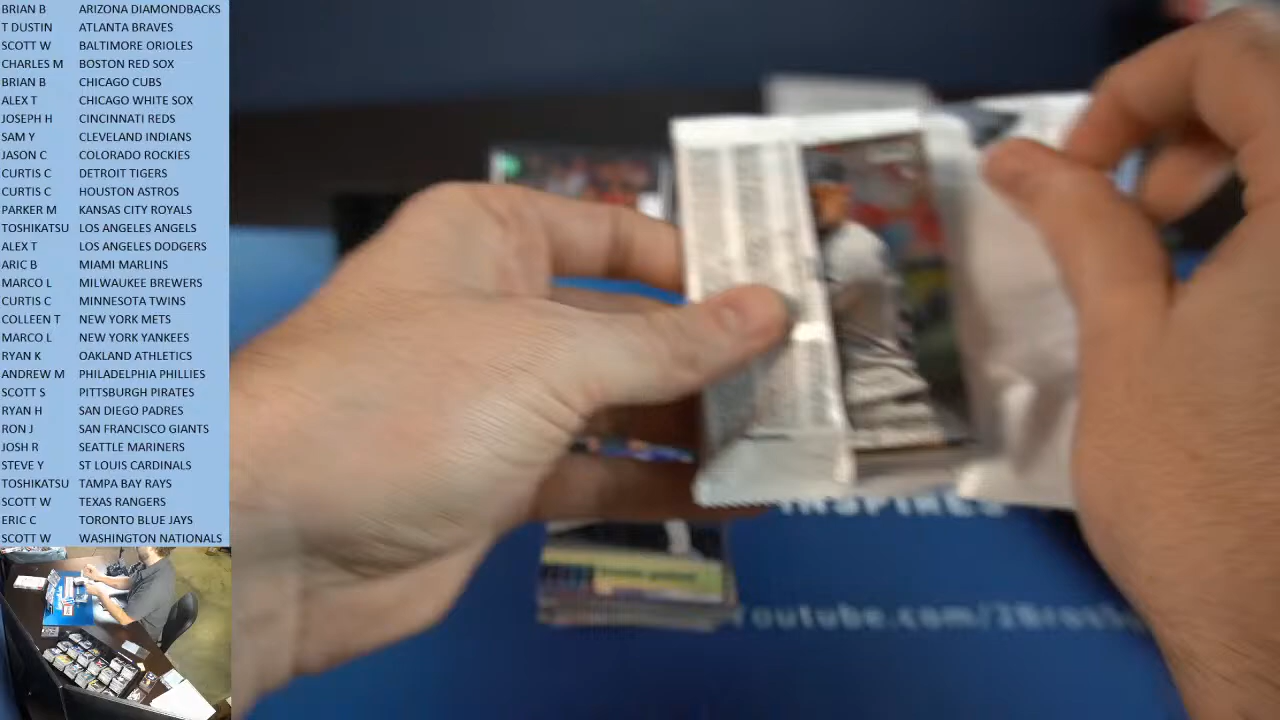 BRIAN B ARIZONA DIAMONDBACKS
T DUSTIN ATLANTA BRAVES
SCOTT W BALTIMORE ORIOLES
CHARLES M BOSTON RED SOX
BRIAN B CHICAGO CUBS
ALEX T CHICAGO WHITE SOX
JOSEPH H CINCINNATI REDS
SAM Y CLEVELAND INDIANS
JASON C COLORADO ROCKIES
CURTIS C DETROIT TIGERS
CURTIS C HOUSTON ASTROS
PARKER M KANSAS CITY ROYALS
TOSHIKATSU LOS ANGELES ANGELS
ALEX T LOS ANGELES DODGERS
ARIC B MIAMI MARLINS
MARCO L MILWAUKEE BREWERS
CURTIS C MINNESOTA TWINS
COLLEEN T NEW YORK METS
MARCO L NEW YORK YANKEES
RYAN K OAKLAND ATHLETICS
ANDREW M PHILADELPHIA PHILLIES
SCOTT S PITTSBURGH PIRATES
RYAN H SAN DIEGO PADRES
RON J SAN FRANCISCO GIANTS
JOSH R SEATTLE MARINERS
STEVE Y ST LOUIS CARDINALS
TOSHIKATSU TAMPA BAY RAYS
SCOTT W TEXAS RANGERS
ERIC C TORONTO BLUE JAYS
SCOTT W WASHINGTON NATIONALS
INSPIRES